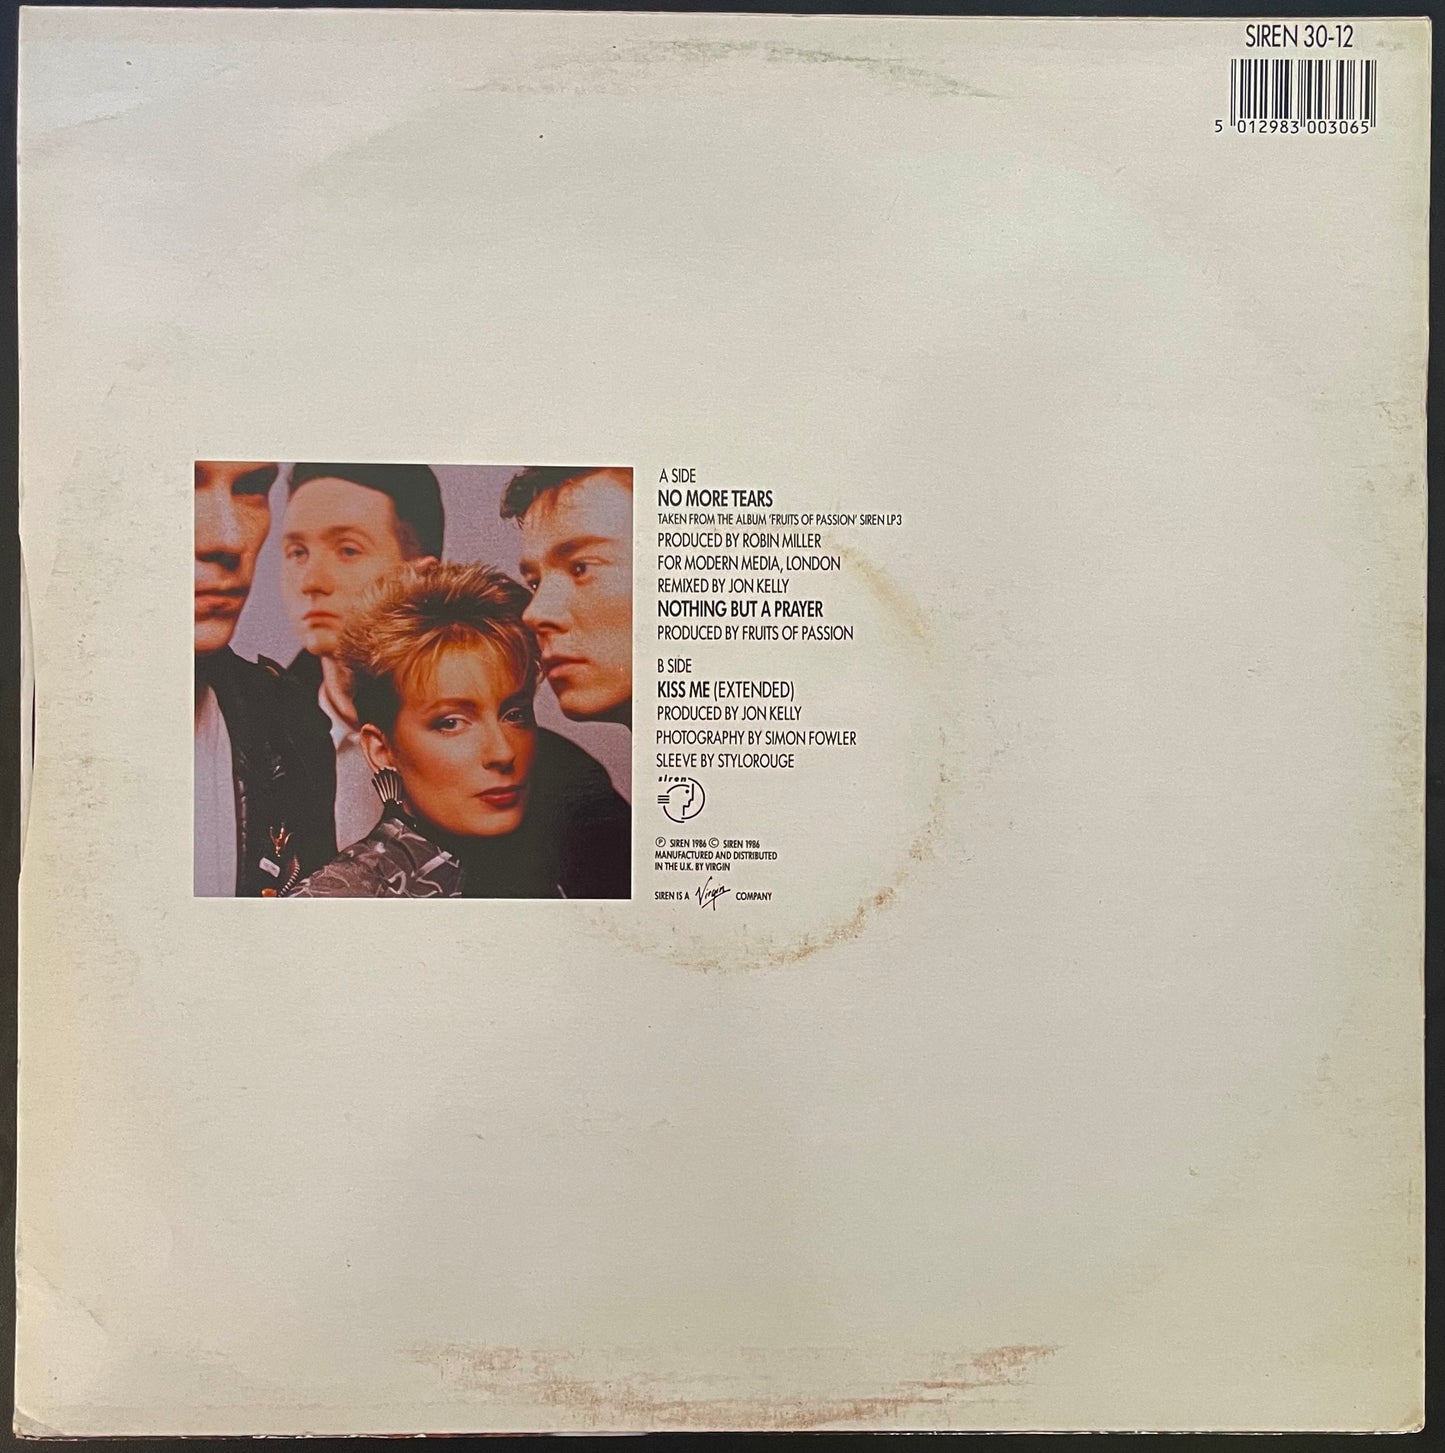 SIREN 30-12
5 012983 003065
A SIDE
NO MORE TEARS
TAKEN FROM THE ALBUM 'FRUITS OF PASSION' SIREN LP3
PRODUCED BY ROBIN MILLER
FOR MODERN MEDIA, LONDON
REMIXED BY JON KELLY
NOTHING BUT A PRAYER
PRODUCED BY FRUITS OF PASSION
B SIDE
KISS ME (EXTENDED)
PRODUCED BY JON KELLY
PHOTOGRAPHY BY SIMON FOWLER
SLEEVE BY STYLOROUGE
siren
℗ SIREN 1986 © SIREN 1986
MANUFACTURED AND DISTRIBUTED
IN THE U.K. BY VIRGIN
SIREN IS A Virgin COMPANY